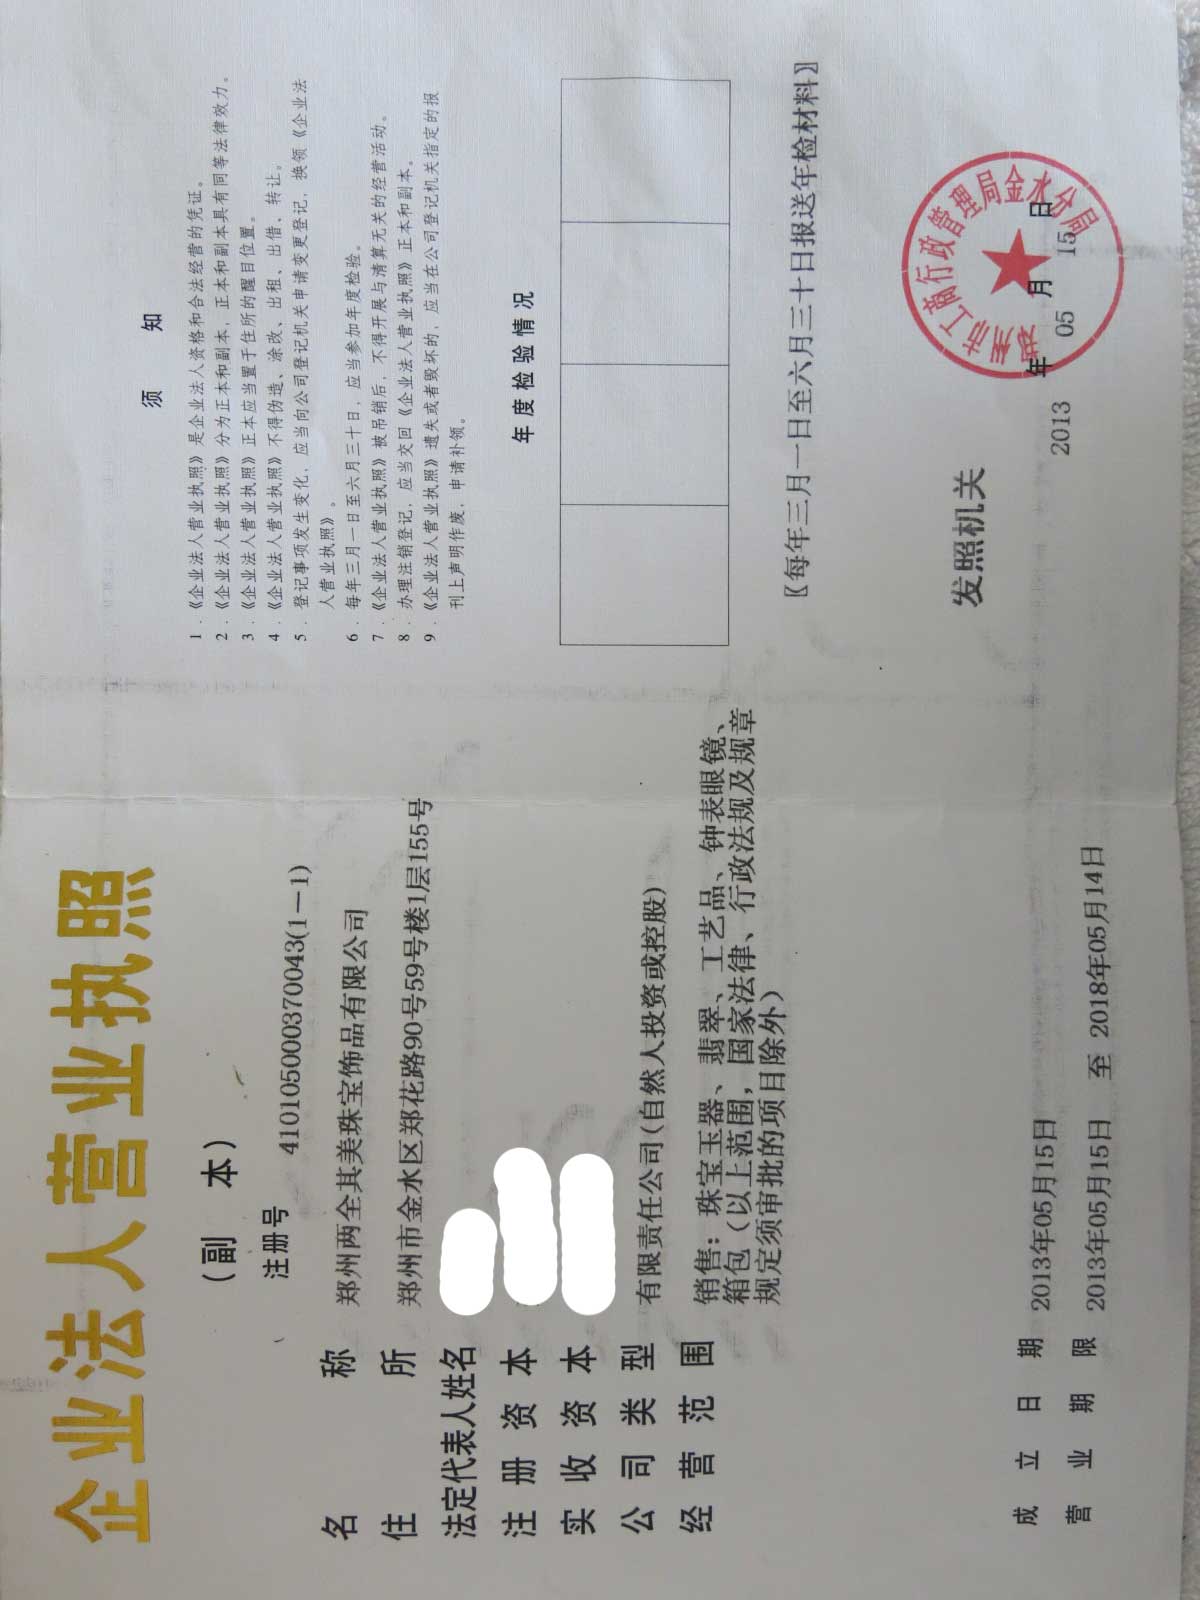 企业法人营业执照
（副 本）
注册号 410105000370043(1-1)
名称 郑州两全其美珠宝饰品有限公司
住所 郑州市金水区郑花路90号59号楼1层155号
法定代表人姓名
注册资本
实收资本
公司类型 有限责任公司(自然人投资或控股)
经营范围 销售：珠宝玉器、翡翠、工艺品、钟表眼镜、
箱包（以上范围，国家法律、行政法规及规章
规定须审批的项目除外）
成立日期 2013年05月15日
营业期限 2013年05月15日 至 2018年05月14日
须 知
1．《企业法人营业执照》是企业法人资格和合法经营的凭证。
2．《企业法人营业执照》分为正本和副本，正本和副本具有同等法律效力。
3．《企业法人营业执照》正本应当置于住所的醒目位置。
4．《企业法人营业执照》不得伪造、涂改、出租、出借、转让。
5．登记事项发生变化，应当向公司登记机关申请变更登记，换领《企业法
人营业执照》。
6．每年三月一日至六月三十日，应当参加年度检验。
7．《企业法人营业执照》被吊销后，不得开展与清算无关的经营活动。
8．办理注销登记，应当交回《企业法人营业执照》正本和副本。
9．《企业法人营业执照》遗失或者毁坏的，应当在公司登记机关指定的报
刊上声明作废，申请补领。
年度检验情况
〖每年三月一日至六月三十日报送年检材料〗
发照机关
郑州市工商行政管理局金水分局
2013 年 05 月 15 日